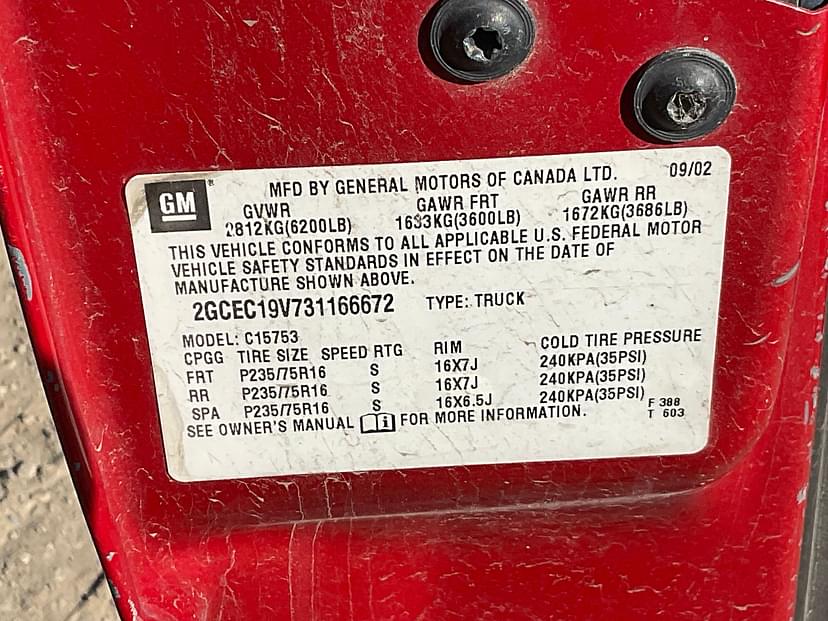 GM MFD BY GENERAL MOTORS OF CANADA LTD. 09/02
GVWR GAWR FRT GAWR RR
2812KG(6200LB) 1633KG(3600LB) 1672KG(3686LB)
THIS VEHICLE CONFORMS TO ALL APPLICABLE U.S. FEDERAL MOTOR
VEHICLE SAFETY STANDARDS IN EFFECT ON THE DATE OF
MANUFACTURE SHOWN ABOVE.
2GCEC19V731166672 TYPE: TRUCK
MODEL: C15753
CPGG TIRE SIZE SPEED RTG RIM COLD TIRE PRESSURE
FRT P235/75R16 S 16X7J 240KPA(35PSI)
RR P235/75R16 S 16X7J 240KPA(35PSI)
SPA P235/75R16 S 16X6.5J 240KPA(35PSI) F 388
SEE OWNER'S MANUAL FOR MORE INFORMATION. T 603